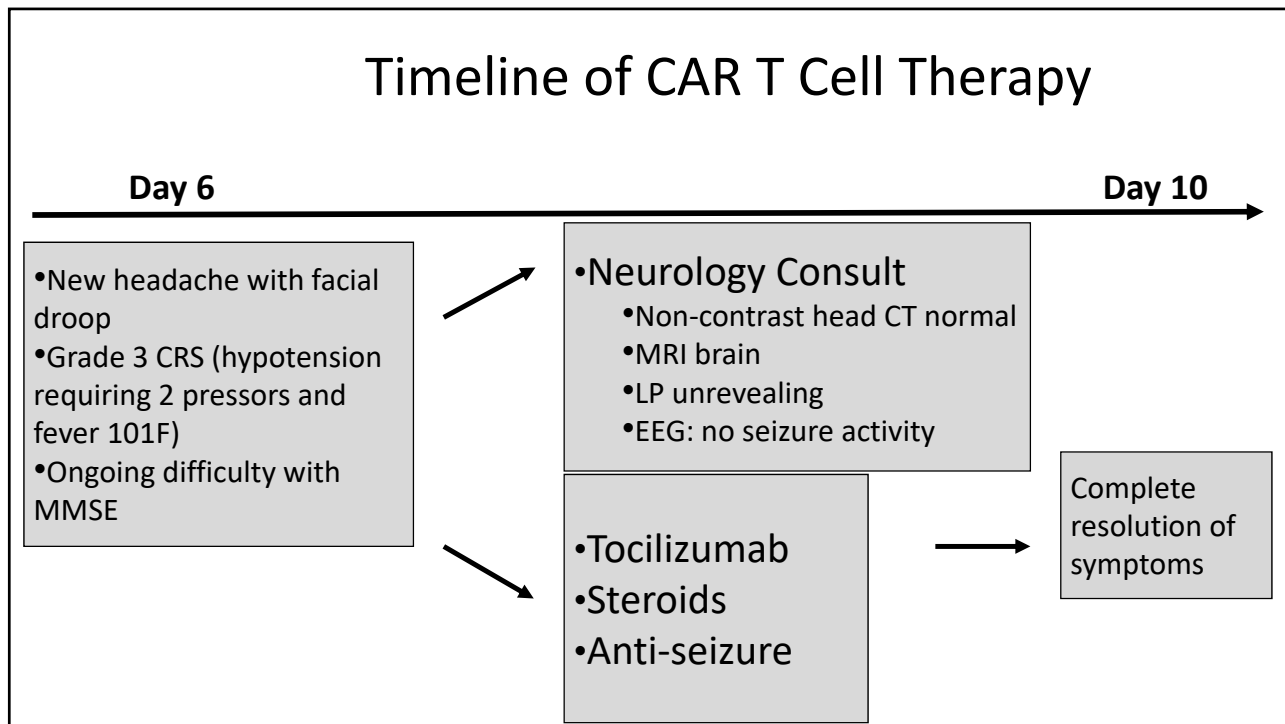 Timeline of CAR T Cell Therapy
Day 6
Day 10
•New headache with facial
droop
•Grade 3 CRS (hypotension
requiring 2 pressors and
fever 101F)
•Ongoing difficulty with
MMSE
•Neurology Consult
•Non-contrast head CT normal
•MRI brain
•LP unrevealing
•EEG: no seizure activity
•Tocilizumab
•Steroids
•Anti-seizure
Complete
resolution of
symptoms